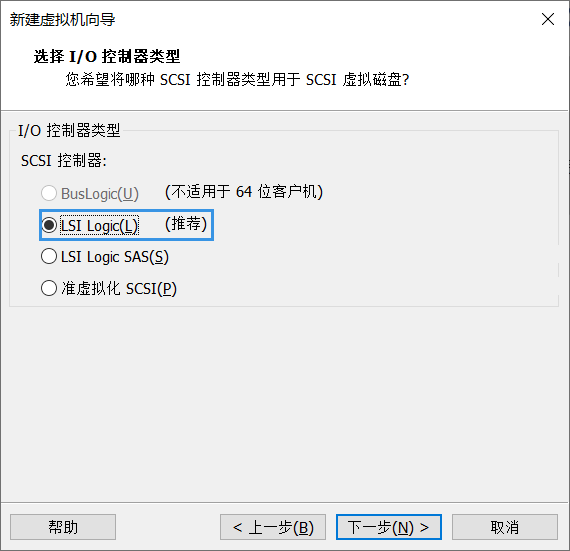 新建虚拟机向导
选择 I/O 控制器类型
您希望将哪种 SCSI 控制器类型用于 SCSI 虚拟磁盘?
I/O 控制器类型
SCSI 控制器:
BusLogic(U) (不适用于 64 位客户机)
LSI Logic(L) (推荐)
LSI Logic SAS(S)
准虚拟化 SCSI(P)
帮助 < 上一步(B) 下一步(N) > 取消